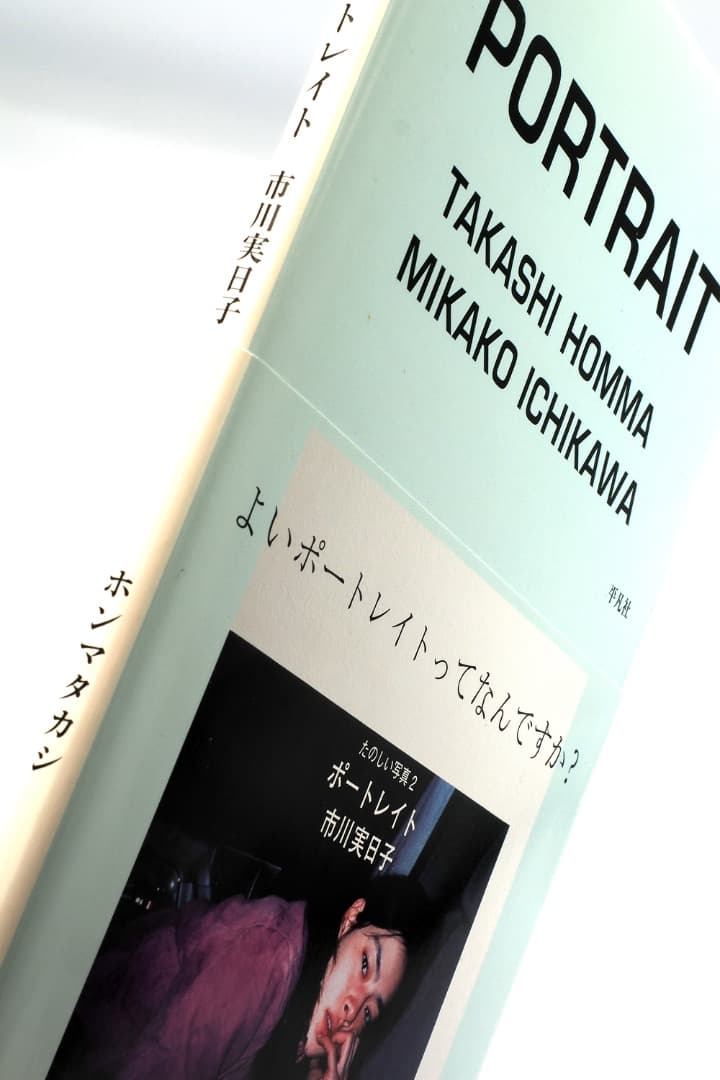 トレイト 市川実日子
ホンマタカシ
PORTRAIT
TAKASHI HOMMA
MIKAKO ICHIKAWA
平凡社
よいポートレイトってなんですか?
たのしい写真2
ポートレイト
市川実日子